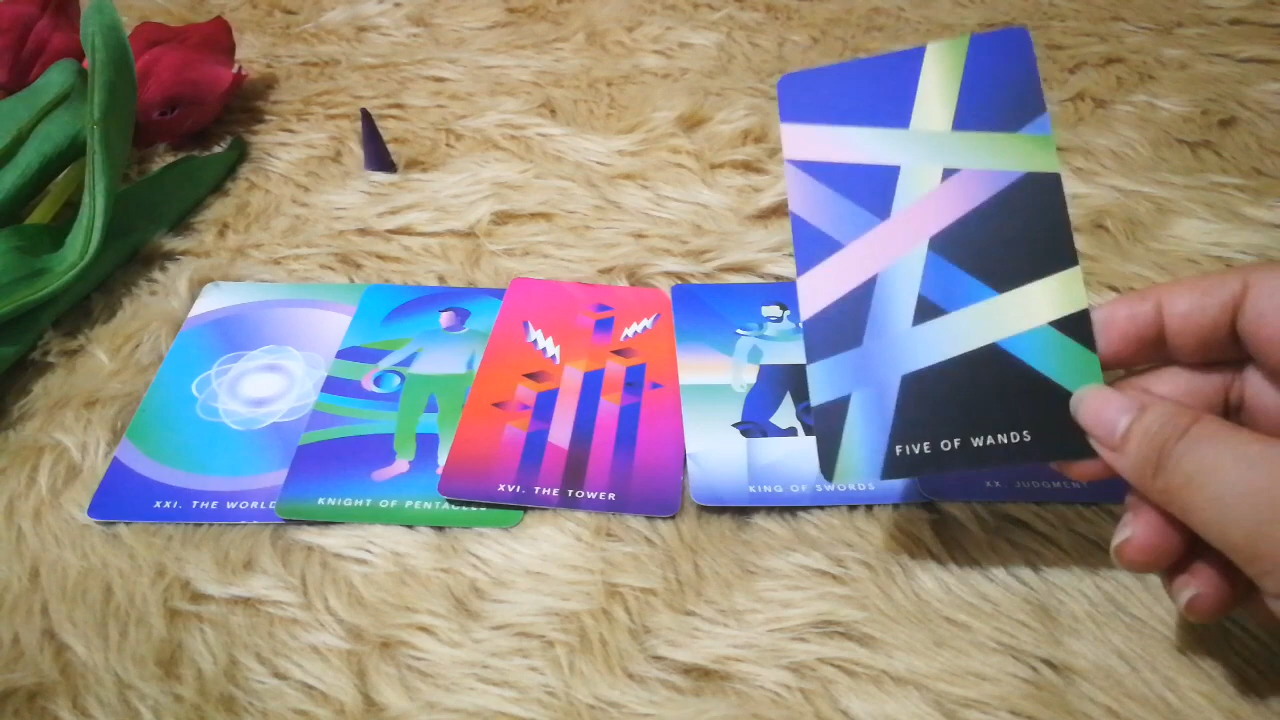 XXI. THE WORLD
KNIGHT OF PENTACLES
XVI. THE TOWER
KING OF SWORDS
FIVE OF WANDS
XX. JUDGMENT